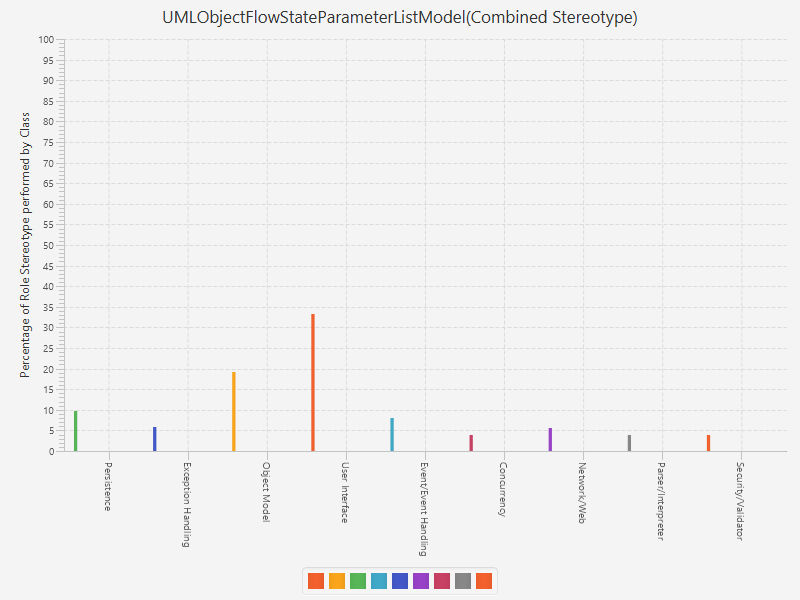 UMLObjectFlowStateParameterListModel(Combined Stereotype)
Percentage of Role Stereotype performed by Class
100
95
90
85
80
75
70
65
60
55
50
45
40
35
30
25
20
15
10
5
0
Persistence
Exception Handling
Object Model
User Interface
Event/Event Handling
Concurrency
Network/Web
Parser/Interpreter
Security/Validator